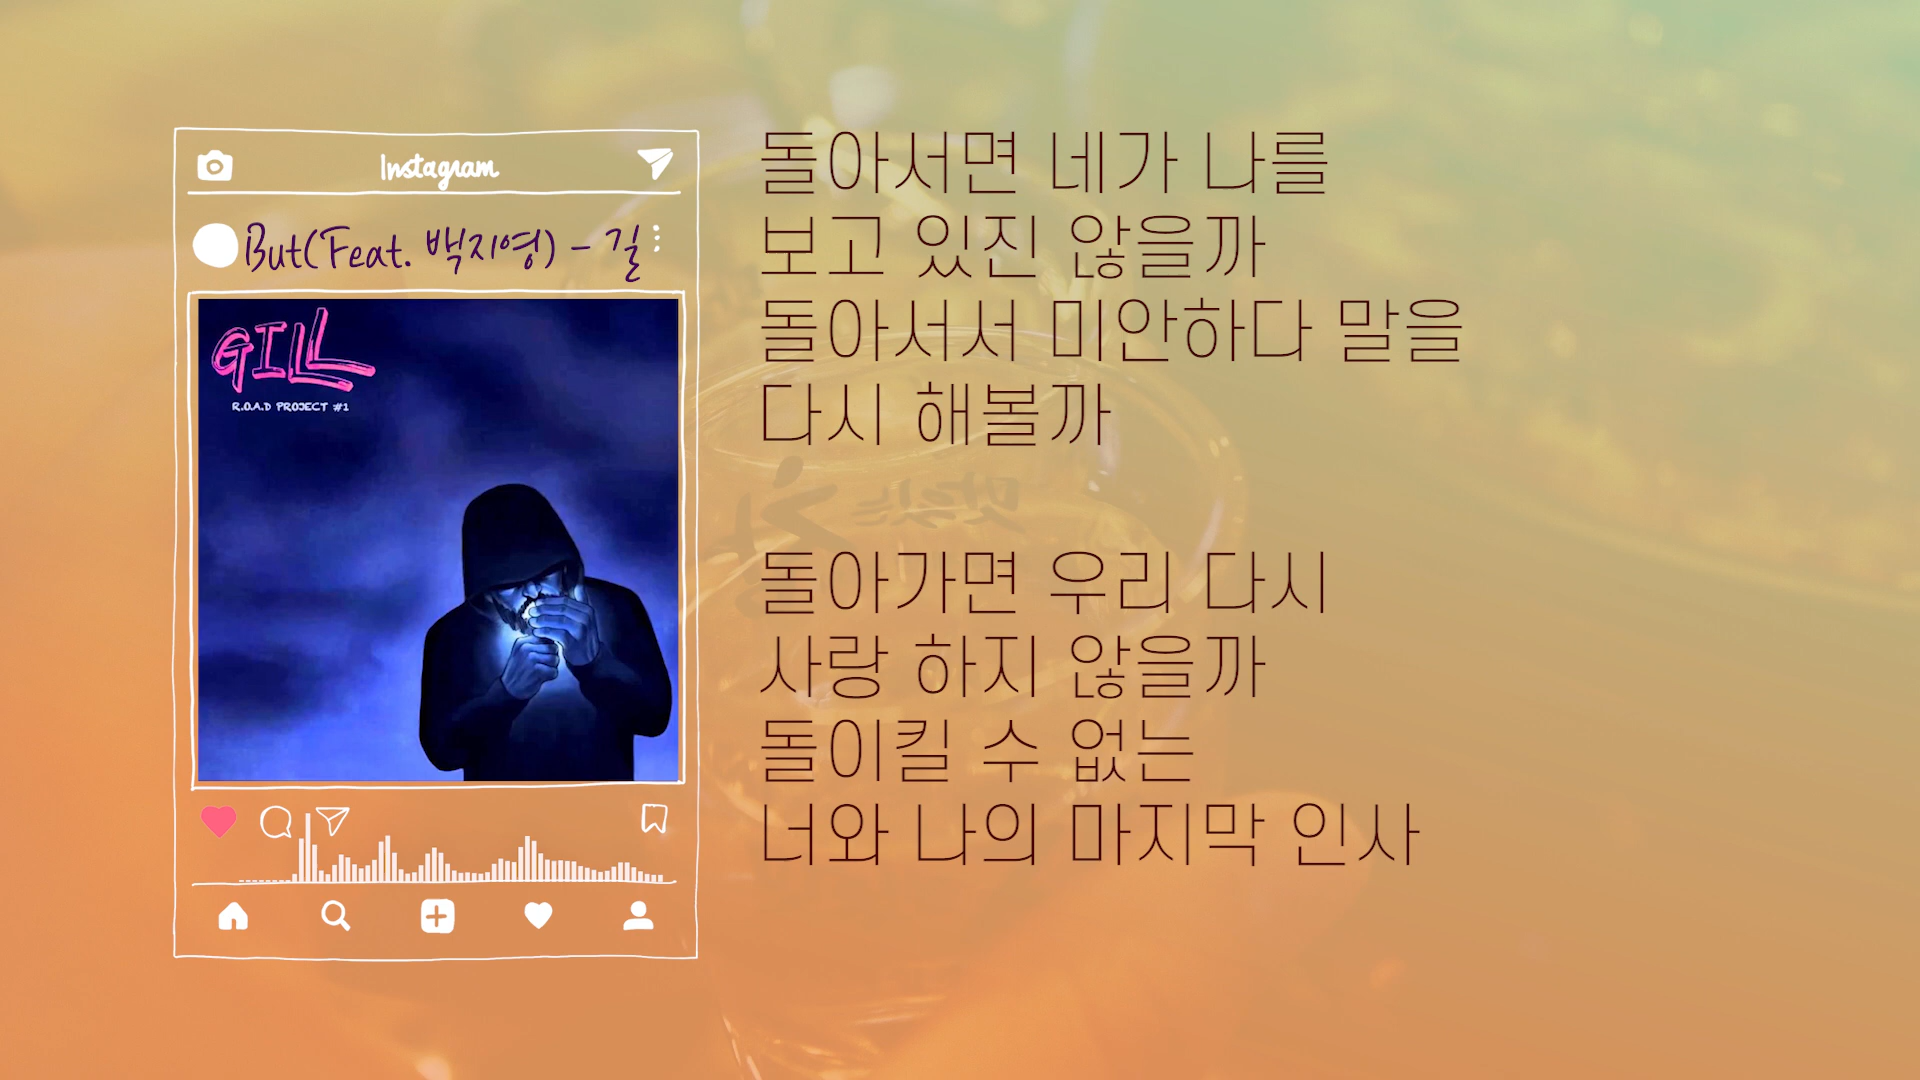 Instagram
But(Feat. 백지영) - 길
GILL
R.O.A.D PROJECT #1
돌아서면 네가 나를
보고 있진 않을까
돌아서서 미안하다 말을
다시 해볼까
맛있는
돌아가면 우리 다시
사랑 하지 않을까
돌이킬 수 없는
너와 나의 마지막 인사